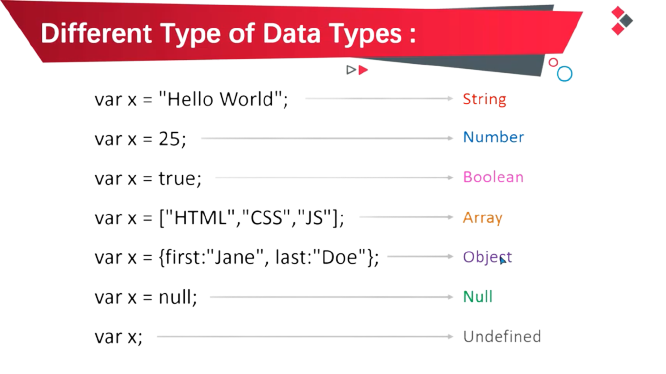 Different Type of Data Types :
var x = "Hello World"; String
var x = 25; Number
var x = true; Boolean
var x = ["HTML","CSS","JS"]; Array
var x = {first:"Jane", last:"Doe"}; Object
var x = null; Null
var x; Undefined